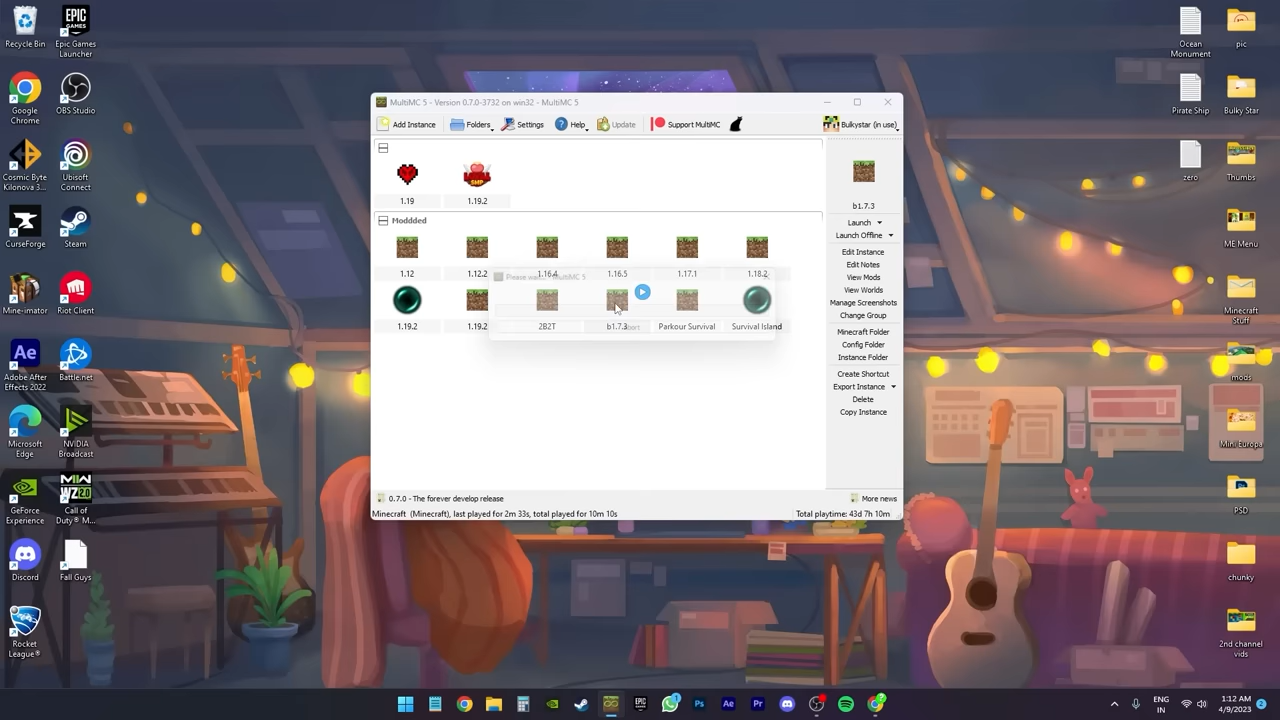 Recycle Bin
Epic Games
Launcher
Google
Chrome
OBS Studio
Cosmic Byte
Kilonova 3...
Ubisoft
Connect
CurseForge
Steam
Mine-imator
Riot Client
Adobe After
Effects 2022
Battle.net
Microsoft
Edge
NVIDIA
Broadcast
GeForce
Experience
Call of
Duty® M...
Discord
Fall Guys
Rocket
League®
MultiMC 5 - Version 0.7.0-3732 on win32 - MultiMC 5
Add Instance
Folders
Settings
Help
Update
Support MultiMC
Bulkystar (in use)
1.19
1.19.2
Moddded
1.12
1.12.2
1.16.4
1.16.5
1.17.1
1.18.2
Please wait... - MultiMC 5
1.19.2
1.19.2
2B2T
b1.7.3
Parkour Survival
Survival Island
b1.7.3
Launch
Launch Offline
Edit Instance
Edit Notes
View Mods
View Worlds
Manage Screenshots
Change Group
Minecraft Folder
Config Folder
Instance Folder
Create Shortcut
Export Instance
Delete
Copy Instance
0.7.0 - The forever develop release
More news
Minecraft (Minecraft), last played for 2m 33s, total played for 10m 10s
Total playtime: 43d 7h 10m
Ocean
Monument
pic
Pirate Ship
Bulky Star
zero
Thumbs
ME Menu
Minecraft
Stuff
mods
Mini Europa
PSD
chunky
2nd channel
vids
ENG
IN
1:12 AM
4/9/2023